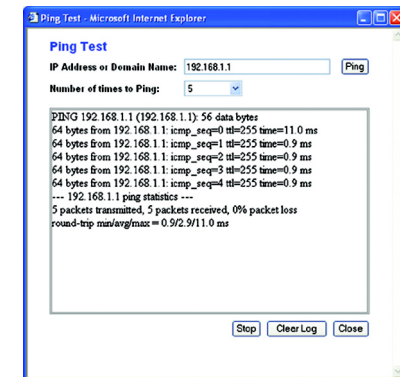 Ping Test - Microsoft Internet Explorer
Ping Test
IP Address or Domain Name: 192.168.1.1 Ping
Number of times to Ping: 5
PING 192.168.1.1 (192.168.1.1): 56 data bytes
64 bytes from 192.168.1.1: icmp_seq=0 ttl=255 time=11.0 ms
64 bytes from 192.168.1.1: icmp_seq=1 ttl=255 time=0.9 ms
64 bytes from 192.168.1.1: icmp_seq=2 ttl=255 time=0.9 ms
64 bytes from 192.168.1.1: icmp_seq=3 ttl=255 time=0.9 ms
64 bytes from 192.168.1.1: icmp_seq=4 ttl=255 time=0.9 ms
--- 192.168.1.1 ping statistics ---
5 packets transmitted, 5 packets received, 0% packet loss
round-trip min/avg/max = 0.9/2.9/11.0 ms
Stop Clear Log Close